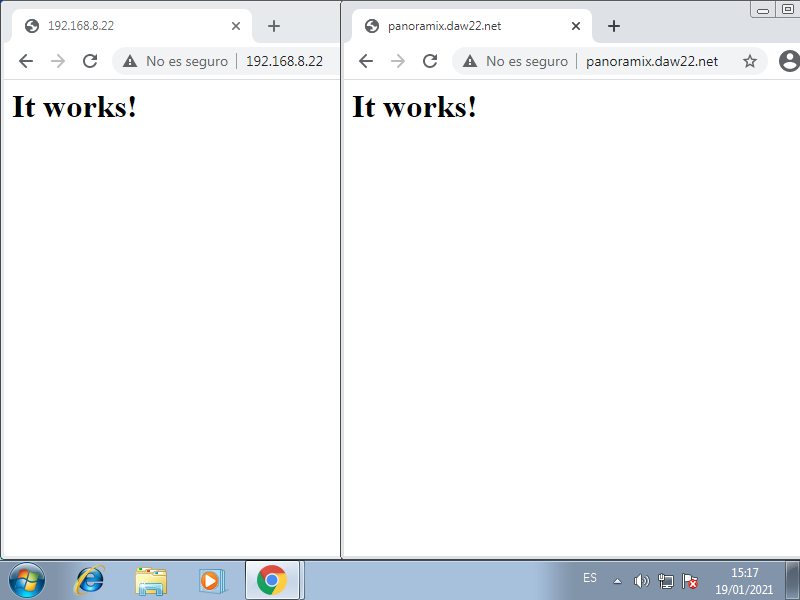 192.168.8.22
No es seguro
192.168.8.22
It works!
panoramix.daw22.net
No es seguro
panoramix.daw22.net
It works!
ES
15:17
19/01/2021